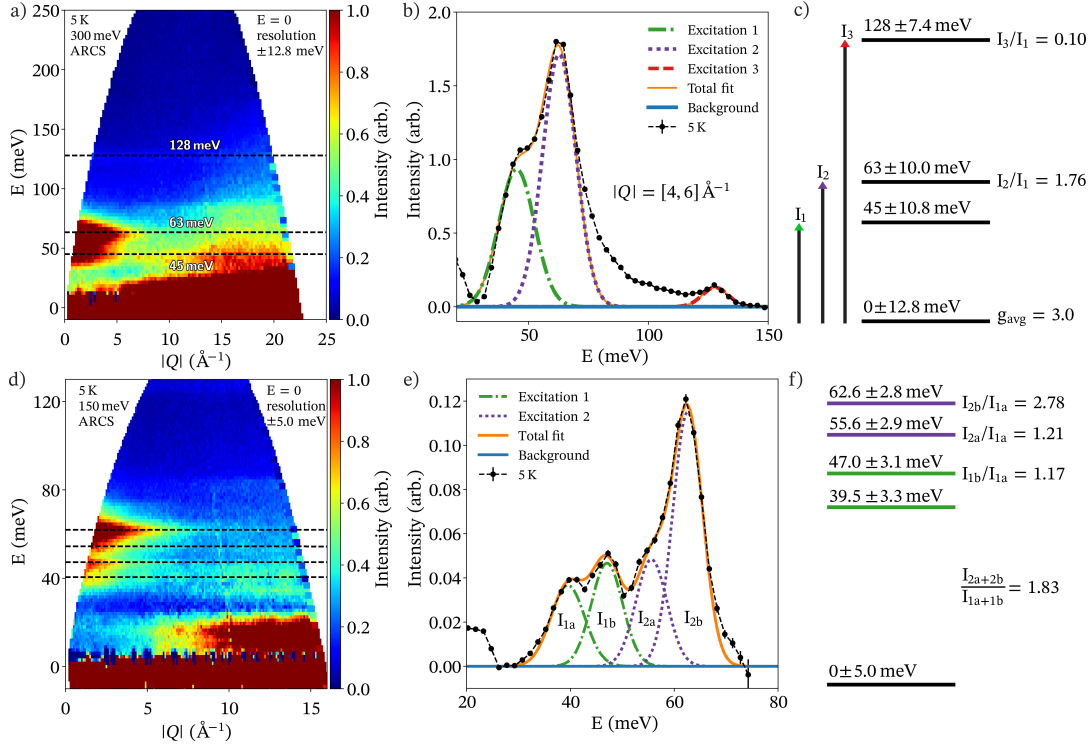 a)
5 K
300 meV
ARCS
E = 0
resolution
±12.8 meV
128 meV
63 meV
45 meV
250
200
150
100
50
0
E (meV)
0 5 10 15 20 25
|Q| (Å⁻¹)
1.0
0.8
0.6
0.4
0.2
0.0
Intensity (arb.)
b)
Excitation 1
Excitation 2
Excitation 3
Total fit
Background
5 K
|Q| = [4, 6] Å⁻¹
2.0
1.5
1.0
0.5
0.0
Intensity (arb.)
50 100 150
E (meV)
c)
128 ± 7.4 meV
I₃/I₁ = 0.10
I₃
63 ± 10.0 meV
I₂/I₁ = 1.76
I₂
45 ± 10.8 meV
I₁
0 ± 12.8 meV
g_avg = 3.0
d)
5 K
150 meV
ARCS
E = 0
resolution
±5.0 meV
120
80
40
0
E (meV)
0 5 10 15
|Q| (Å⁻¹)
1.0
0.8
0.6
0.4
0.2
0.0
Intensity (arb.)
e)
Excitation 1
Excitation 2
Total fit
Background
5 K
I₁ₐ I₁b I₂ₐ I₂b
0.12
0.10
0.08
0.06
0.04
0.02
0.00
Intensity (arb.)
20 40 60 80
E (meV)
f)
62.6 ± 2.8 meV
I₂b/I₁ₐ = 2.78
55.6 ± 2.9 meV
I₂ₐ/I₁ₐ = 1.21
47.0 ± 3.1 meV
I₁b/I₁ₐ = 1.17
39.5 ± 3.3 meV
I₂ₐ₊₂b/I₁ₐ₊₁b = 1.83
0 ± 5.0 meV